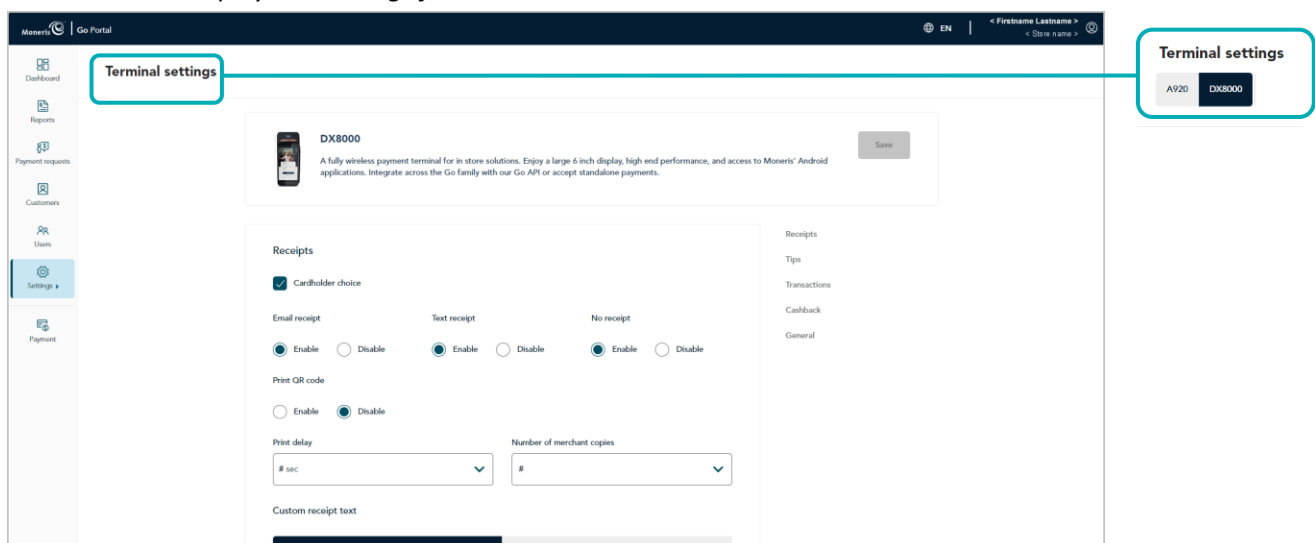 Moneris Go Portal
EN
< Firstname Lastname >
< Store name >
Dashboard
Reports
Payment requests
Customers
Users
Settings
Payment
Terminal settings
DX8000
A fully wireless payment terminal for in store solutions. Enjoy a large 6 inch display, high end performance, and access to Moneris' Android
applications. Integrate across the Go family with our Go API or accept standalone payments.
Save
Receipts
Cardholder choice
Email receipt Text receipt No receipt
Enable Disable Enable Disable Enable Disable
Print QR code
Enable Disable
Print delay Number of merchant copies
# sec #
Custom receipt text
Receipts
Tips
Transactions
Cashback
General
Terminal settings
A920 DX8000